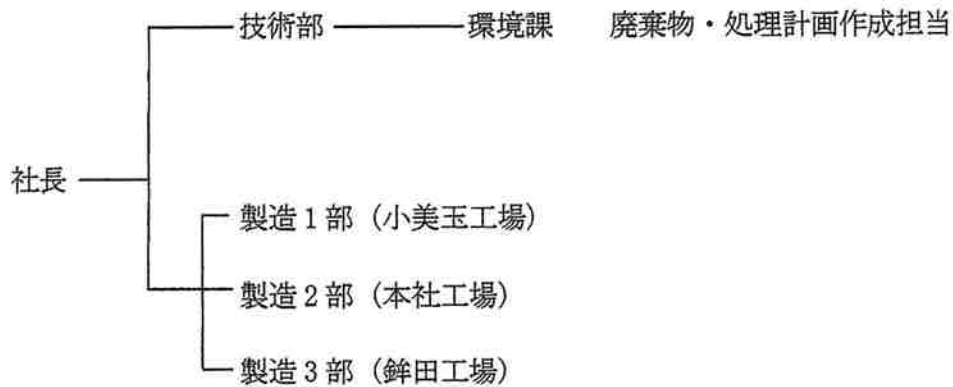 技術部 環境課 廃棄物・処理計画作成担当
社長
製造1部（小美玉工場）
製造2部（本社工場）
製造3部（鉾田工場）